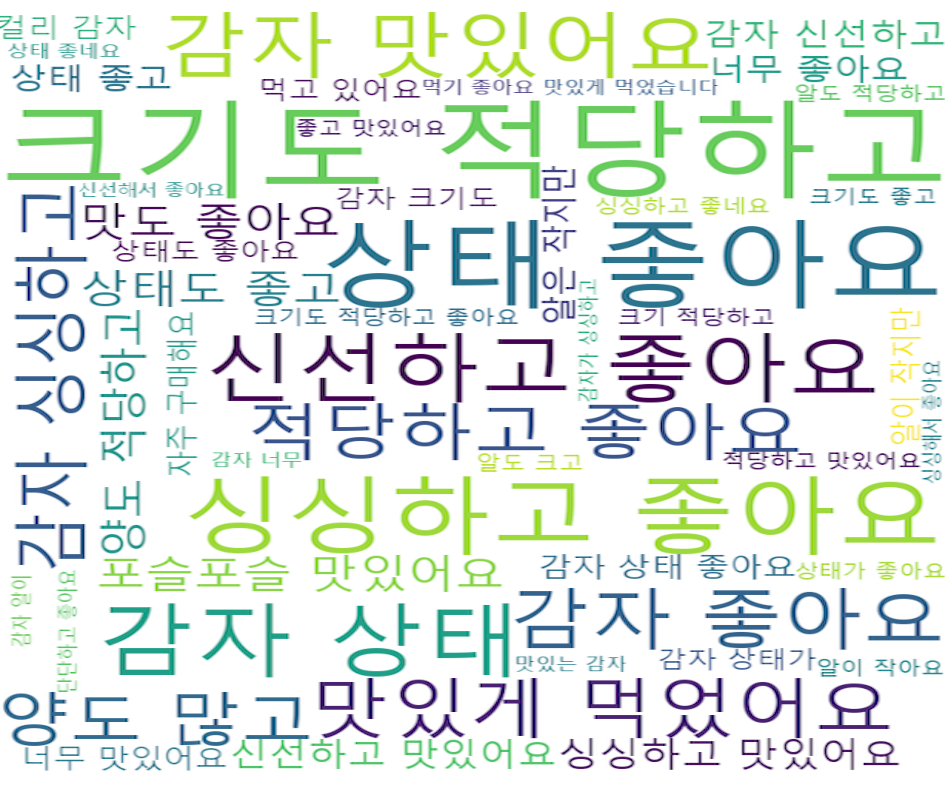 컬리 감자
감자 맛있어요
감자 신선하고
상태 좋네요
너무 좋아요
상태 좋고
먹고 있어요
먹기 좋아요
맛있게 먹었습니다
알도 적당하고
크기도 적당하고
좋고 맛있어요
신선해서 좋아요
감자 크기도
싱싱하고 좋네요
크기도 좋고
맛도 좋아요
알은 작지만
상태도 좋아요
상태 좋아요
감자 싱싱하고
상태도 좋고
크기도 적당하고 좋아요
감자가 싱싱하고
크기 적당하고
알이 작지만
양도 적당하고
자주 구매해요
신선하고 좋아요
싱싱해서 좋아요
적당하고 좋아요
감자 너무
알도 크고
적당하고 맛있어요
싱싱하고 좋아요
포슬포슬 맛있어요
감자 상태 좋아요
상태가 좋아요
감자 알이
단단하고 좋아요
감자 상태
감자 좋아요
맛있는 감자
감자 상태가
알이 작아요
양도 많고
맛있게 먹었어요
너무 맛있어요
신선하고 맛있어요
싱싱하고 맛있어요